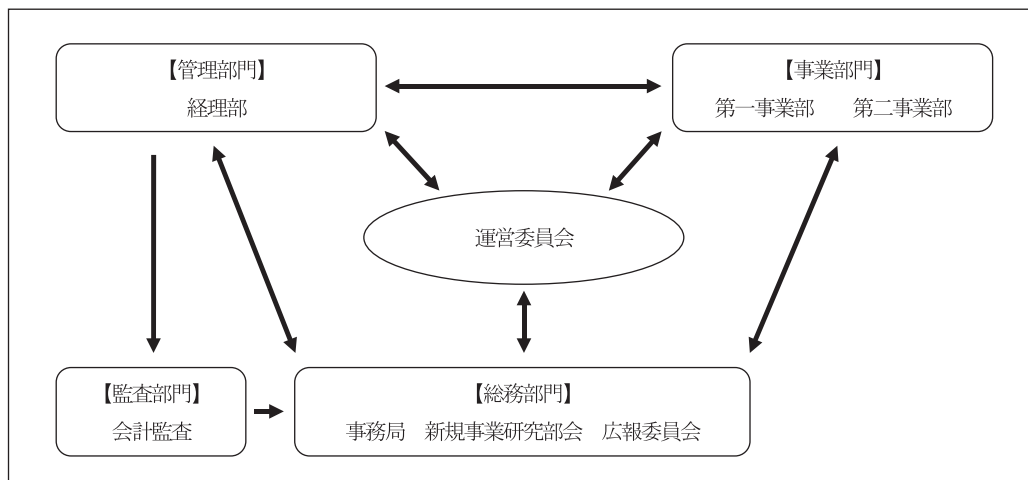 【管理部門】
経理部
【事業部門】
第一事業部　第二事業部
運営委員会
【監査部門】
会計監査
【総務部門】
事務局　新規事業研究部会　広報委員会